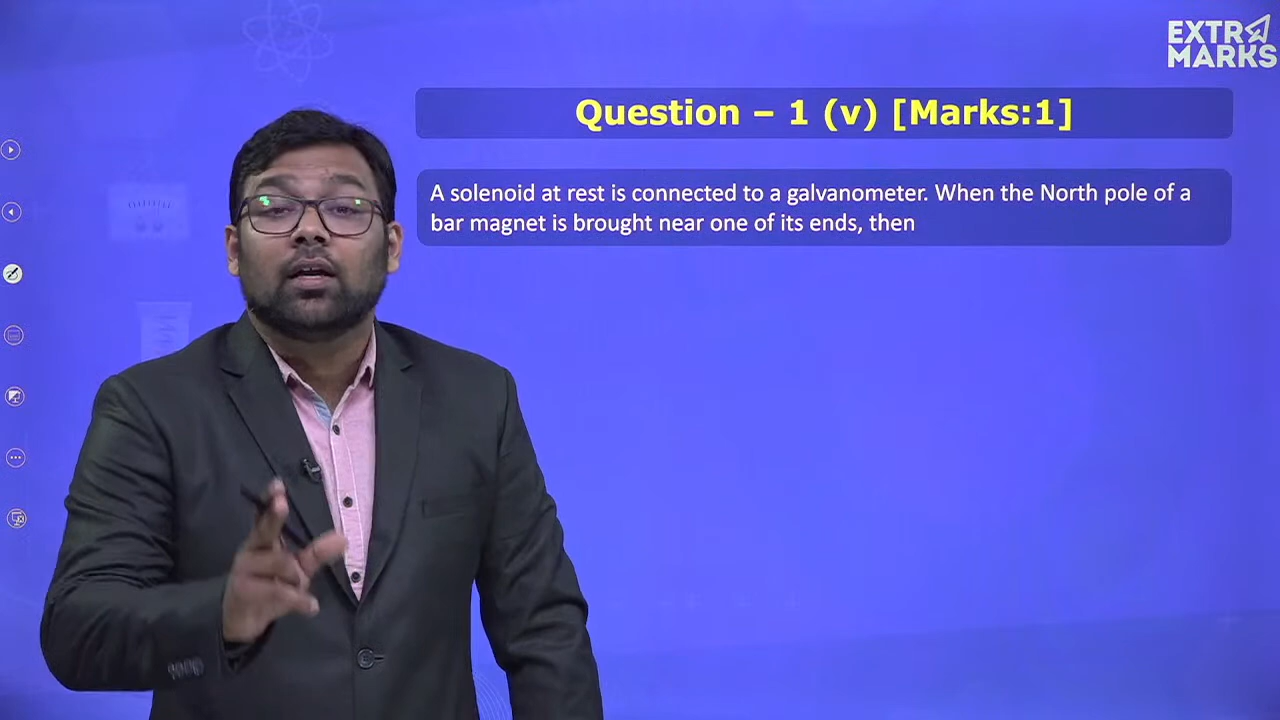 EXTRA
MARKS
Question – 1 (v) [Marks:1]
A solenoid at rest is connected to a galvanometer. When the North pole of a
bar magnet is brought near one of its ends, then